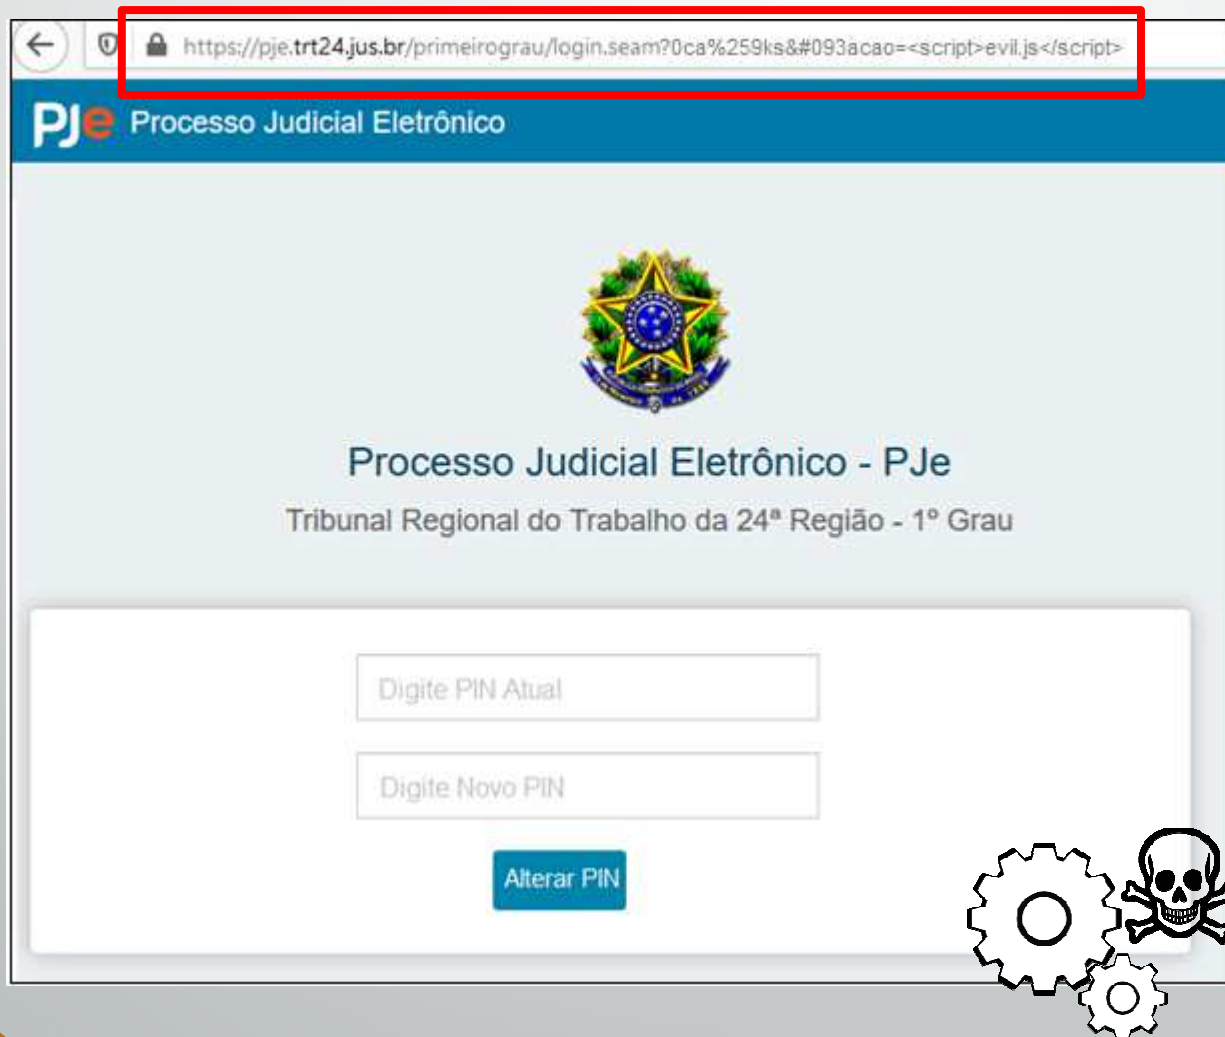 https://pje.trt24.jus.br/primeirograu/login.seam?0ca%259ks&#093acao=<script>evil.js</script>
PJe Processo Judicial Eletrônico
Processo Judicial Eletrônico - PJe
Tribunal Regional do Trabalho da 24ª Região - 1º Grau
Digite PIN Atual
Digite Novo PIN
Alterar PIN